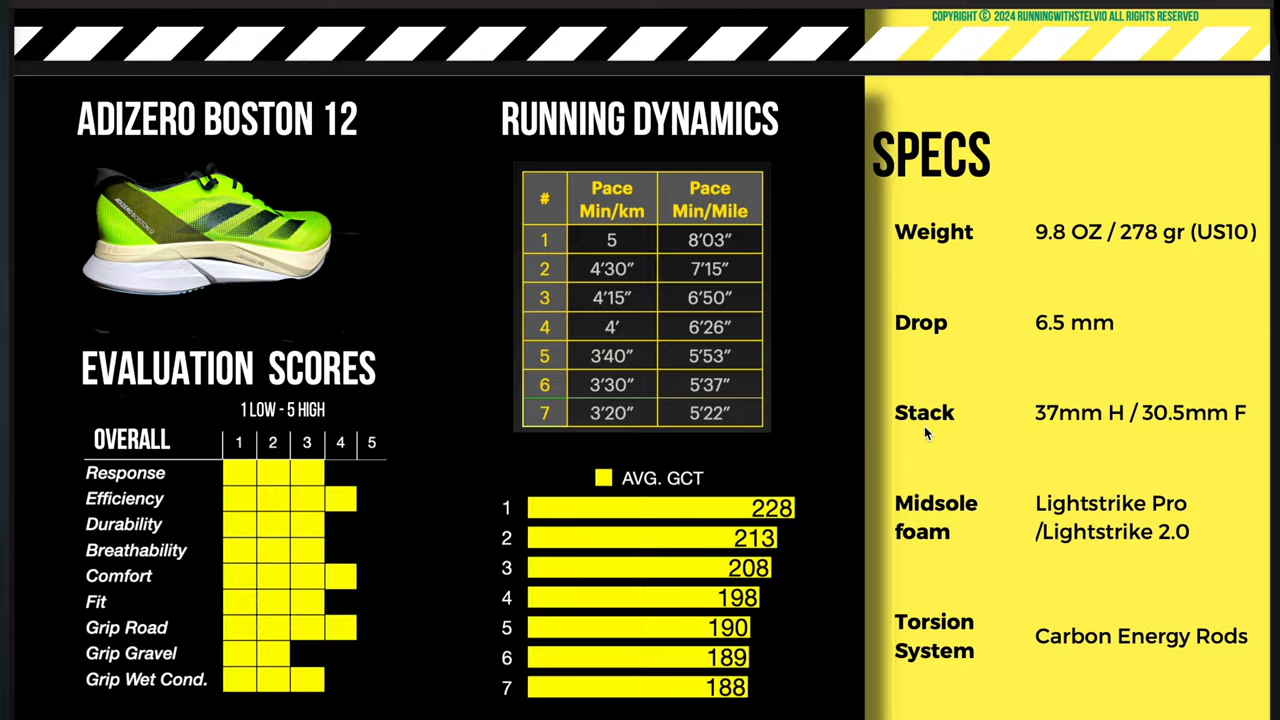 COPYRIGHT © 2024 RUNNINGWITHSTELVIO ALL RIGHTS RESERVED
ADIZERO BOSTON 12
ADIZERO BOSTON 12
EVALUATION SCORES
1 LOW - 5 HIGH
OVERALL 1 2 3 4 5
Response
Efficiency
Durability
Breathability
Comfort
Fit
Grip Road
Grip Gravel
Grip Wet Cond.
RUNNING DYNAMICS
# Pace Min/km Pace Min/Mile
1 5 8’03”
2 4’30” 7’15”
3 4’15” 6’50”
4 4’ 6’26”
5 3’40” 5’53”
6 3’30” 5’37”
7 3’20” 5’22”
AVG. GCT
1 228
2 213
3 208
4 198
5 190
6 189
7 188
SPECS
Weight 9.8 OZ / 278 gr (US10)
Drop 6.5 mm
Stack 37mm H / 30.5mm F
Midsole foam Lightstrike Pro
/Lightstrike 2.0
Torsion System Carbon Energy Rods